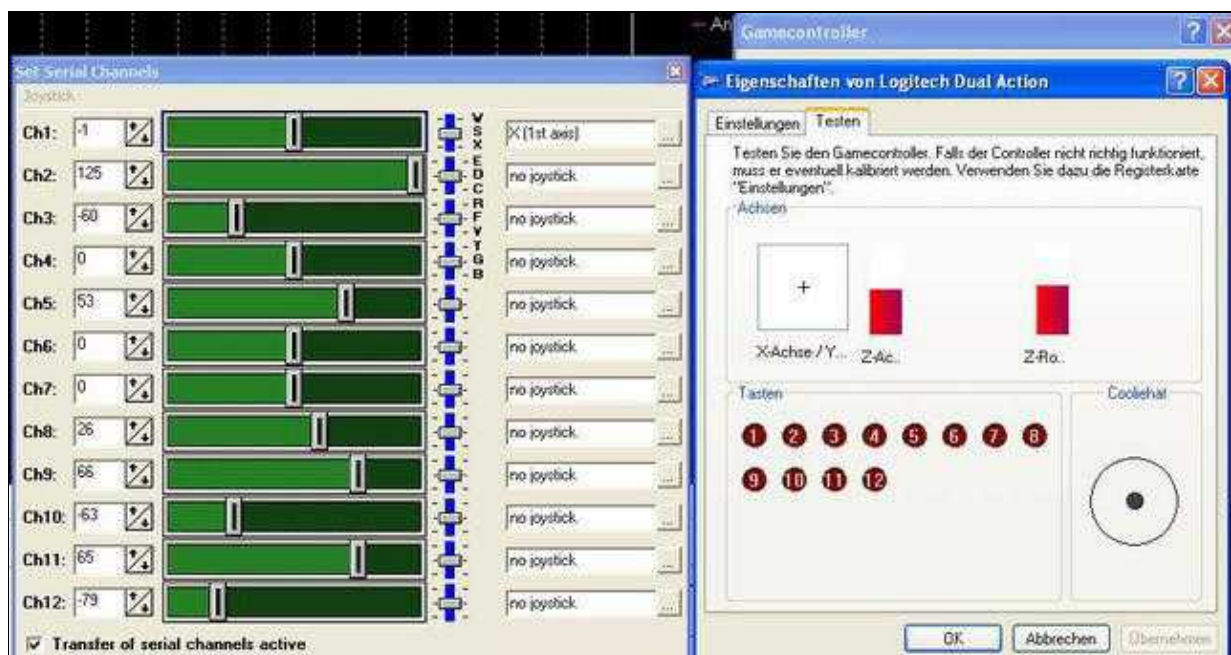 Set Serial Channels
Joystick
Ch1: -1 X (1st axis) ...
Ch2: 125 no joystick ...
Ch3: -60 no joystick ...
Ch4: 0 no joystick ...
Ch5: 53 no joystick ...
Ch6: 0 no joystick ...
Ch7: 0 no joystick ...
Ch8: 26 no joystick ...
Ch9: 66 no joystick ...
Ch10: -63 no joystick ...
Ch11: 65 no joystick ...
Ch12: -79 no joystick ...
W
S
X
E
D
C
R
F
V
T
G
B
Transfer of serial channels active
An
Gamecontroller
Eigenschaften von Logitech Dual Action
Einstellungen Testen
Testen Sie den Gamecontroller. Falls der Controller nicht richtig funktioniert,
muss er eventuell kalibriert werden. Verwenden Sie dazu die Registerkarte
"Einstellungen".
Achsen
X-Achse / Y... Z-Ac.. Z-Ro..
Tasten
1 2 3 4 5 6 7 8
9 10 11 12
Cooliehat
OK Abbrechen Übernehmen